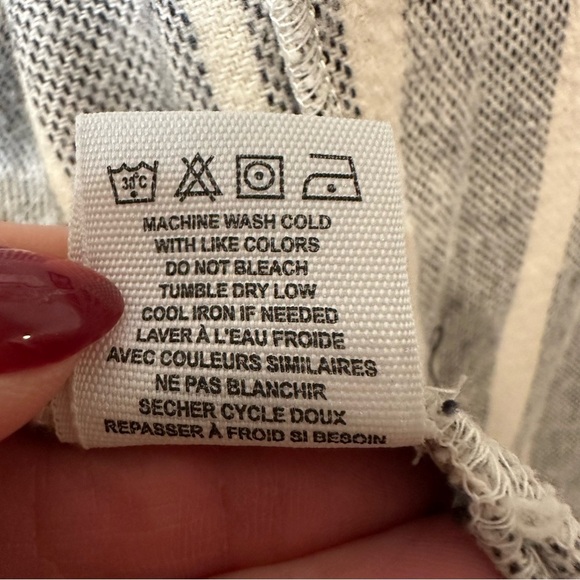 30°C
MACHINE WASH COLD
WITH LIKE COLORS
DO NOT BLEACH
TUMBLE DRY LOW
COOL IRON IF NEEDED
LAVER À L'EAU FROIDE
AVEC COULEURS SIMILAIRES
NE PAS BLANCHIR
SECHER CYCLE DOUX
REPASSER À FROID SI BESOIN